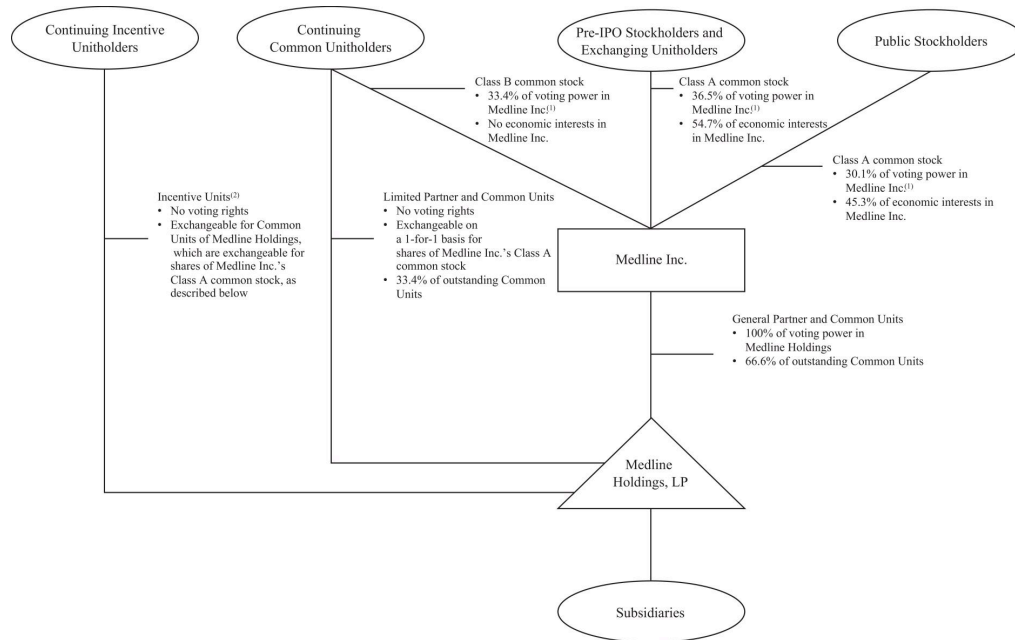 Continuing Incentive
Unitholders
Continuing
Common Unitholders
Pre-IPO Stockholders and
Exchanging Unitholders
Public Stockholders
Class B common stock
• 33.4% of voting power in
Medline Inc.(1)
• No economic interests in
Medline Inc.
Class A common stock
• 36.5% of voting power in
Medline Inc.(1)
• 54.7% of economic interests
in Medline Inc.
Class A common stock
• 30.1% of voting power in
Medline Inc.(1)
• 45.3% of economic interests in
Medline Inc.
Incentive Units(2)
• No voting rights
• Exchangeable for Common
Units of Medline Holdings,
which are exchangeable for
shares of Medline Inc.'s
Class A common stock, as
described below
Limited Partner and Common Units
• No voting rights
• Exchangeable on
a 1-for-1 basis for
shares of Medline Inc.'s Class A
common stock
• 33.4% of outstanding Common
Units
Medline Inc.
General Partner and Common Units
• 100% of voting power in
Medline Holdings
• 66.6% of outstanding Common Units
Medline
Holdings, LP
Subsidiaries